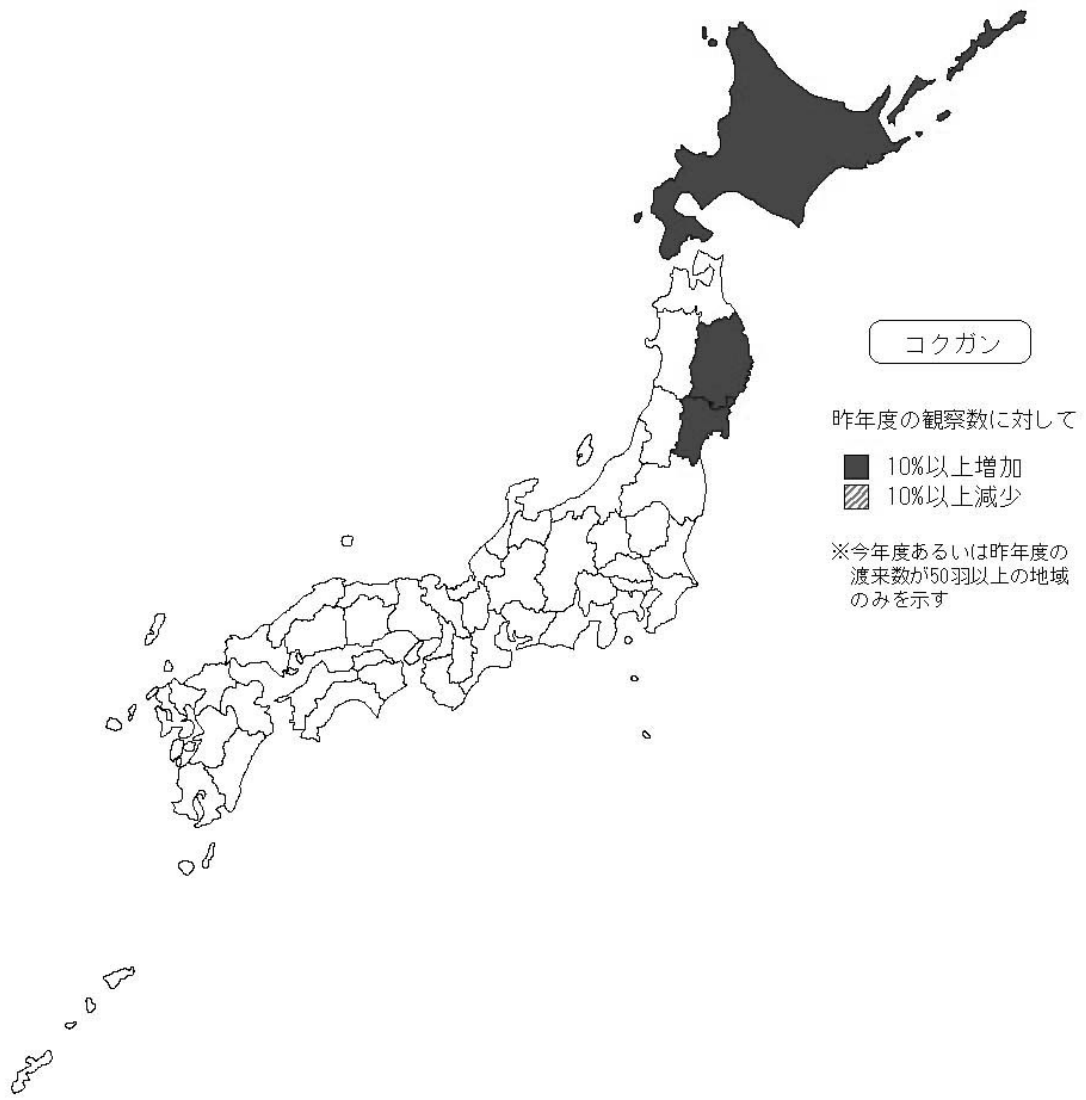 コクガン
昨年度の観察数に対して
10%以上増加
10%以上減少
※今年度あるいは昨年度の
渡来数が50羽以上の地域
のみを示す